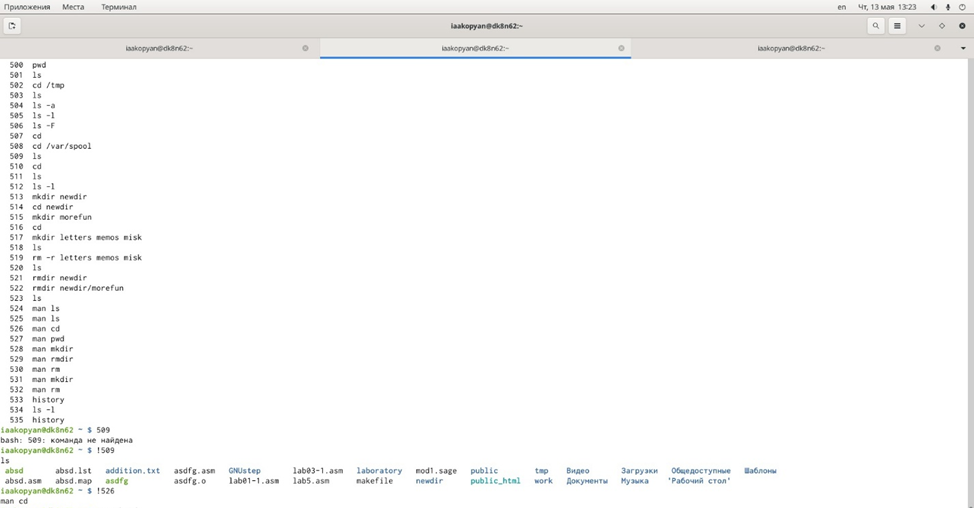 Приложения Места Терминал en Чт, 13 мая 13:23
iaakopyan@dk8n62:~
iaakopyan@dk8n62:~ iaakopyan@dk8n62:~ iaakopyan@dk8n62:~
500 pwd
501 ls
502 cd /tmp
503 ls
504 ls -a
505 ls -l
506 ls -F
507 cd
508 cd /var/spool
509 ls
510 cd
511 ls
512 ls -l
513 mkdir newdir
514 cd newdir
515 mkdir morefun
516 cd
517 mkdir letters memos misk
518 ls
519 rm -r letters memos misk
520 ls
521 rmdir newdir
522 rmdir newdir/morefun
523 ls
524 man ls
525 man ls
526 man cd
527 man pwd
528 man mkdir
529 man rmdir
530 man rm
531 man mkdir
532 man rm
533 history
534 ls -l
535 history
iaakopyan@dk8n62 ~ $ 509
bash: 509: команда не найдена
iaakopyan@dk8n62 ~ $ !509
ls
absd absd.lst addition.txt asdfg.asm GNUstep lab03-1.asm laboratory mod1.sage public tmp Видео Загрузки Общедоступные Шаблоны
absd.asm absd.map asdfg asdfg.o lab01-1.asm lab5.asm makefile newdir public_html work Документы Музыка 'Рабочий стол'
iaakopyan@dk8n62 ~ $ !526
man cd